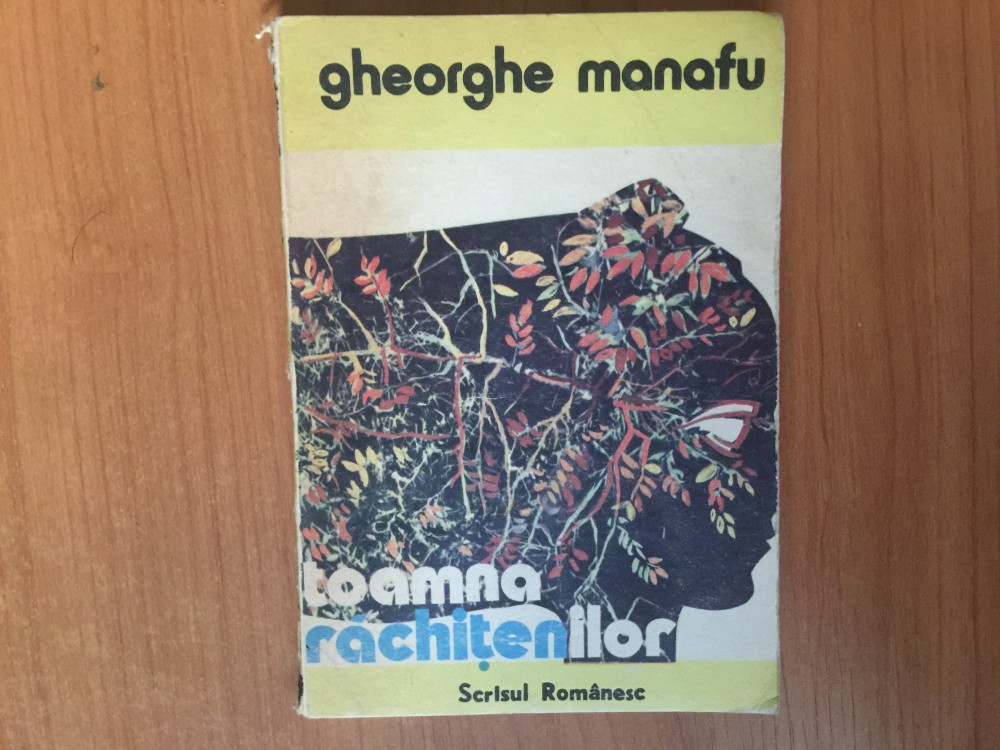 gheorghe manafu
toamna
răchițenilor
Scrisul Românesc